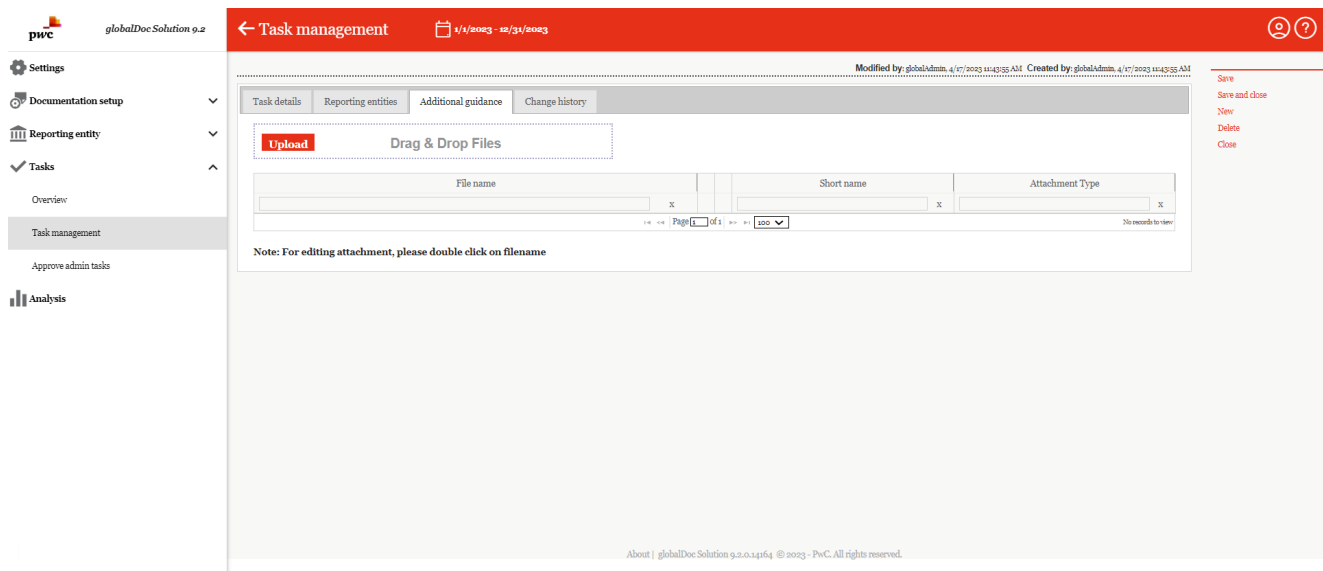 pwc
globalDoc Solution 9.2
Task management
1/1/2023 - 12/31/2023
Settings
Documentation setup
Reporting entity
Tasks
Overview
Task management
Approve admin tasks
Analysis
Modified by: globalAdmin, 4/17/2023 11:43:55 AM Created by: globalAdmin, 4/17/2023 11:43:55 AM
Task details Reporting entities Additional guidance Change history
Upload Drag & Drop Files
File name Short name Attachment Type
x x x
Page 1 of 1 100 No records to view
Note: For editing attachment, please double click on filename
Save
Save and close
New
Delete
Close
About | globalDoc Solution 9.2.0.14164 © 2023 - PwC. All rights reserved.